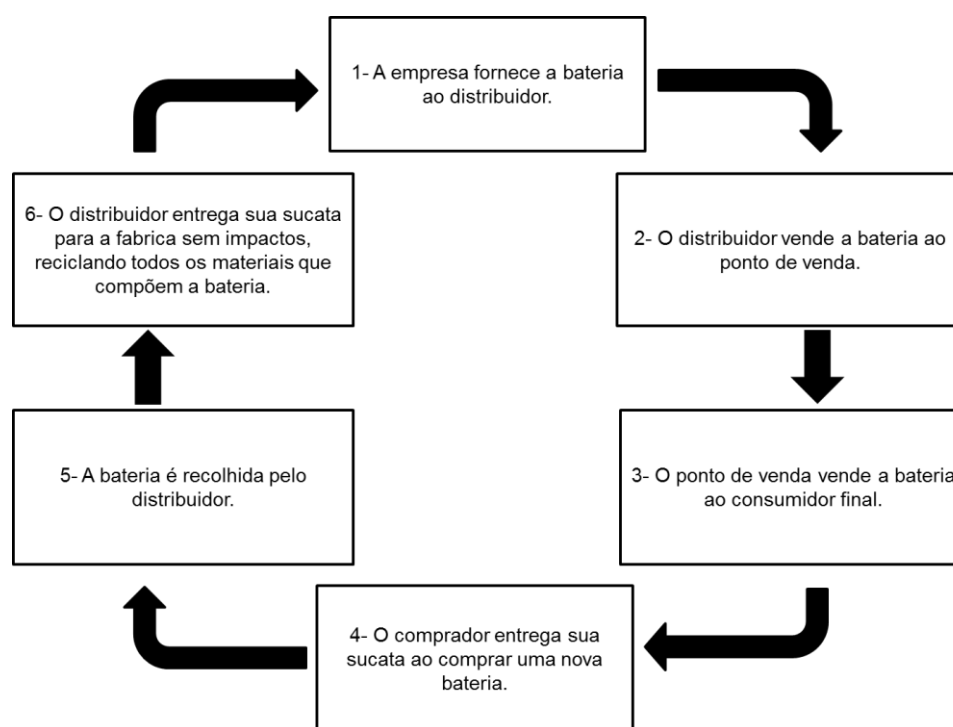 1- A empresa fornece a bateria
ao distribuidor.
2- O distribuidor vende a bateria ao
ponto de venda.
3- O ponto de venda vende a bateria
ao consumidor final.
4- O comprador entrega sua
sucata ao comprar uma nova
bateria.
5- A bateria é recolhida pelo
distribuidor.
6- O distribuidor entrega sua sucata
para a fabrica sem impactos,
reciclando todos os materiais que
compõem a bateria.